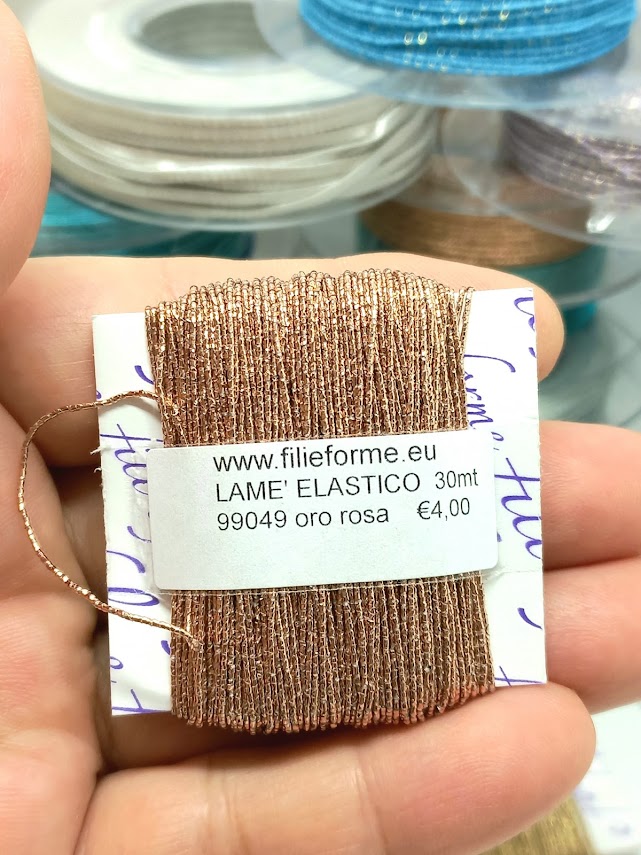 www.filieforme.eu
LAME' ELASTICO 30mt
99049 oro rosa €4,00